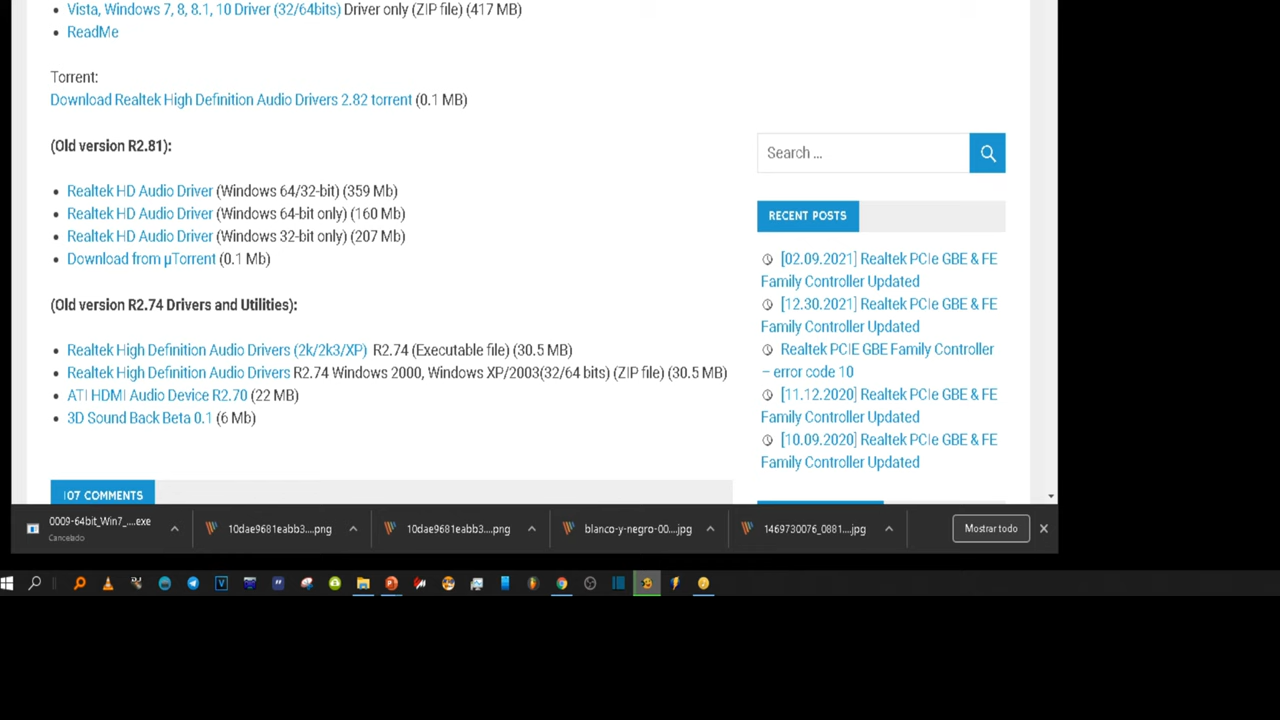 Vista, Windows 7, 8, 8.1, 10 Driver (32/64bits) Driver only (ZIP file) (417 MB)
ReadMe
Torrent:
Download Realtek High Definition Audio Drivers 2.82 torrent (0.1 MB)
(Old version R2.81):
Realtek HD Audio Driver (Windows 64/32-bit) (359 Mb)
Realtek HD Audio Driver (Windows 64-bit only) (160 Mb)
Realtek HD Audio Driver (Windows 32-bit only) (207 Mb)
Download from µTorrent (0.1 Mb)
(Old version R2.74 Drivers and Utilities):
Realtek High Definition Audio Drivers (2k/2k3/XP) R2.74 (Executable file) (30.5 MB)
Realtek High Definition Audio Drivers R2.74 Windows 2000, Windows XP/2003(32/64 bits) (ZIP file) (30.5 MB)
ATI HDMI Audio Device R2.70 (22 MB)
3D Sound Back Beta 0.1 (6 Mb)
107 COMMENTS
Search ...
RECENT POSTS
[02.09.2021] Realtek PCIe GBE & FE
Family Controller Updated
[12.30.2021] Realtek PCIe GBE & FE
Family Controller Updated
Realtek PCIE GBE Family Controller
– error code 10
[11.12.2020] Realtek PCIe GBE & FE
Family Controller Updated
[10.09.2020] Realtek PCIe GBE & FE
Family Controller Updated
0009-64bit_Win7_....exe
Cancelado
10dae9681eabb3....png
10dae9681eabb3....png
blanco-y-negro-00....jpg
1469730076_0881....jpg
Mostrar todo